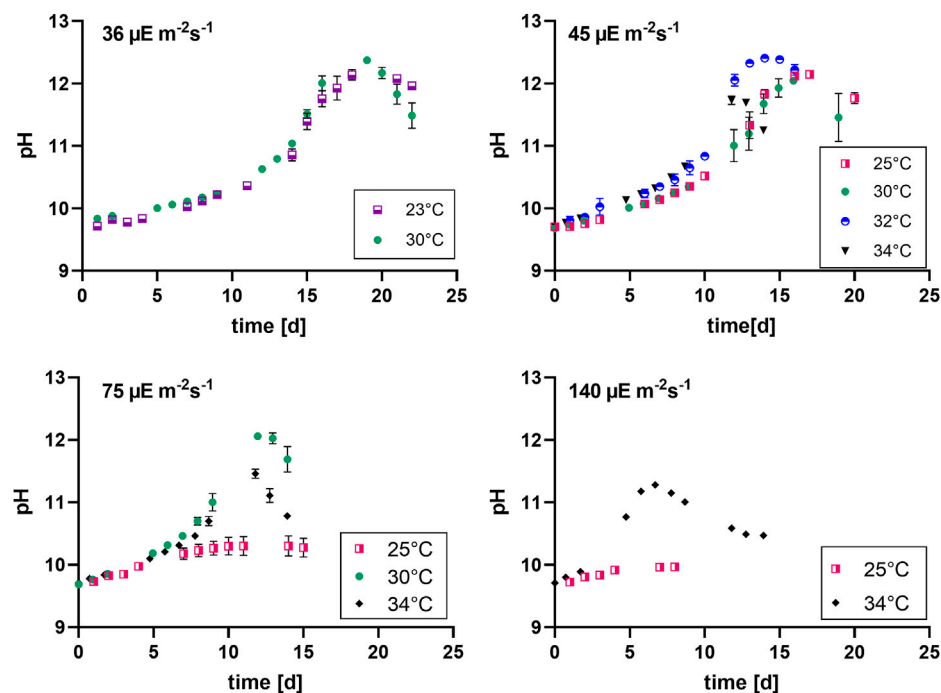 36 µE m⁻²s⁻¹
13
12
11
10
9
pH
0 5 10 15 20 25
time [d]
23°C
30°C
45 µE m⁻²s⁻¹
13
12
11
10
9
pH
0 5 10 15 20 25
time[d]
25°C
30°C
32°C
34°C
75 µE m⁻²s⁻¹
13
12
11
10
9
pH
0 5 10 15 20 25
time [d]
25°C
30°C
34°C
140 µE m⁻²s⁻¹
13
12
11
10
9
pH
0 5 10 15 20 25
time [d]
25°C
34°C